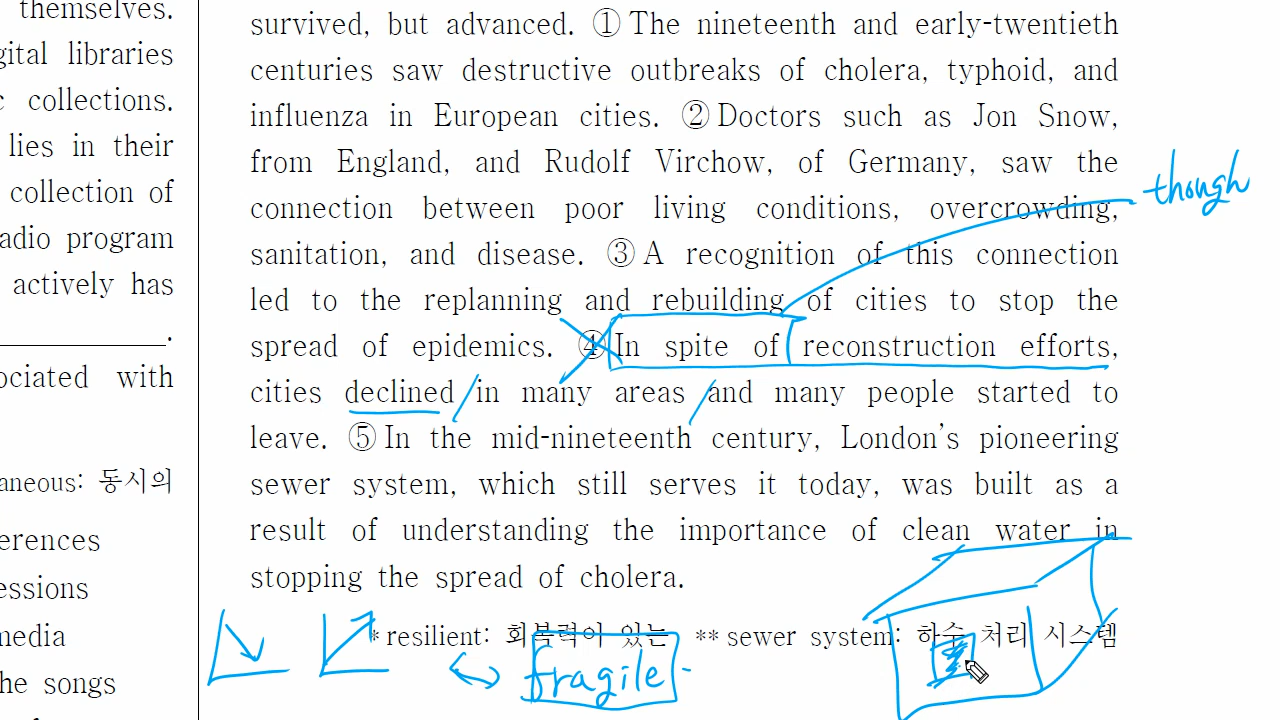 themselves.
gital libraries
c collections.
lies in their
collection of
adio program
actively has
.
ociated with
aneous: 동시의
erences
essions
media
he songs
survived, but advanced. ① The nineteenth and early-twentieth
centuries saw destructive outbreaks of cholera, typhoid, and
influenza in European cities. ② Doctors such as Jon Snow,
from England, and Rudolf Virchow, of Germany, saw the
connection between poor living conditions, overcrowding,
sanitation, and disease. ③ A recognition of this connection
led to the replanning and rebuilding of cities to stop the
spread of epidemics. ④ In spite of reconstruction efforts,
cities declined in many areas and many people started to
leave. ⑤ In the mid-nineteenth century, London's pioneering
sewer system, which still serves it today, was built as a
result of understanding the importance of clean water in
stopping the spread of cholera.
* resilient: 회복력이 있는 ** sewer system: 하수 처리 시스템
though
fragile